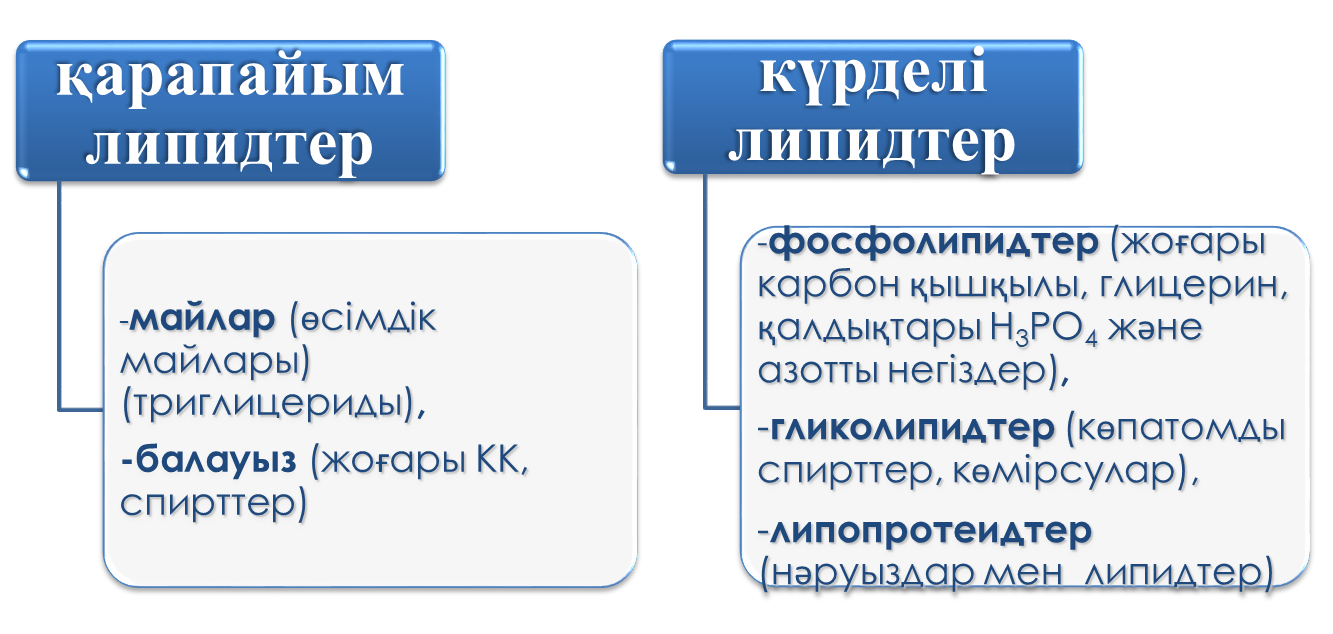 қарапайым
липидтер
-майлар (өсімдік
майлары)
(триглицериды),
-балауыз (жоғары КК,
спирттер)
күрделі
липидтер
-фосфолипидтер (жоғары
карбон қышқылы, глицерин,
қалдықтары H₃PO₄ және
азотты негіздер),
-гликолипидтер (көпатомды
спирттер, көмірсулар),
-липопротеидтер
(нәруыздар мен липидтер)